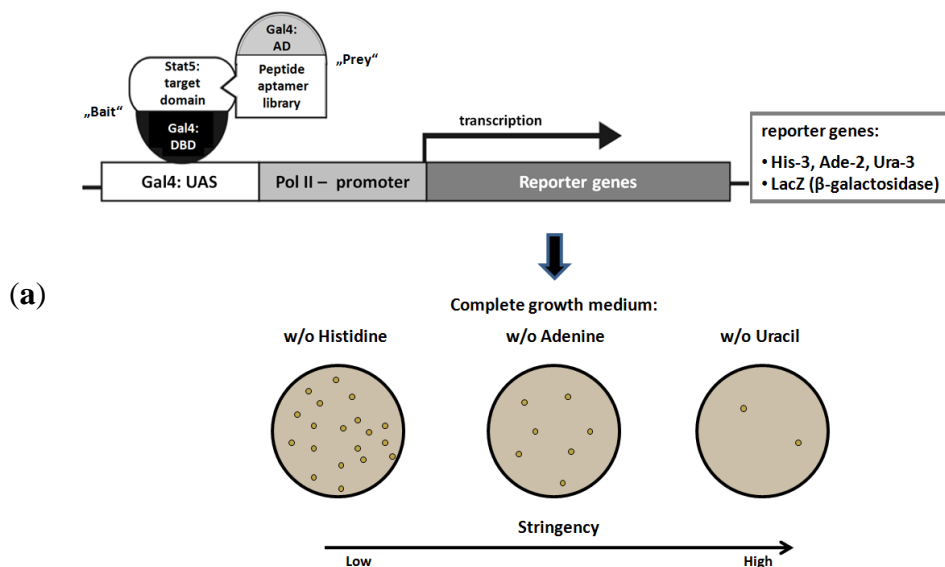 Gal4:
AD
Stat5:
target
domain
Peptide
aptamer
library
„Prey“
„Bait“
Gal4:
DBD
transcription
Gal4: UAS
Pol II – promoter
Reporter genes
reporter genes:
• His-3, Ade-2, Ura-3
• LacZ (β-galactosidase)
(a)
Complete growth medium:
w/o Histidine
w/o Adenine
w/o Uracil
Stringency
Low
High